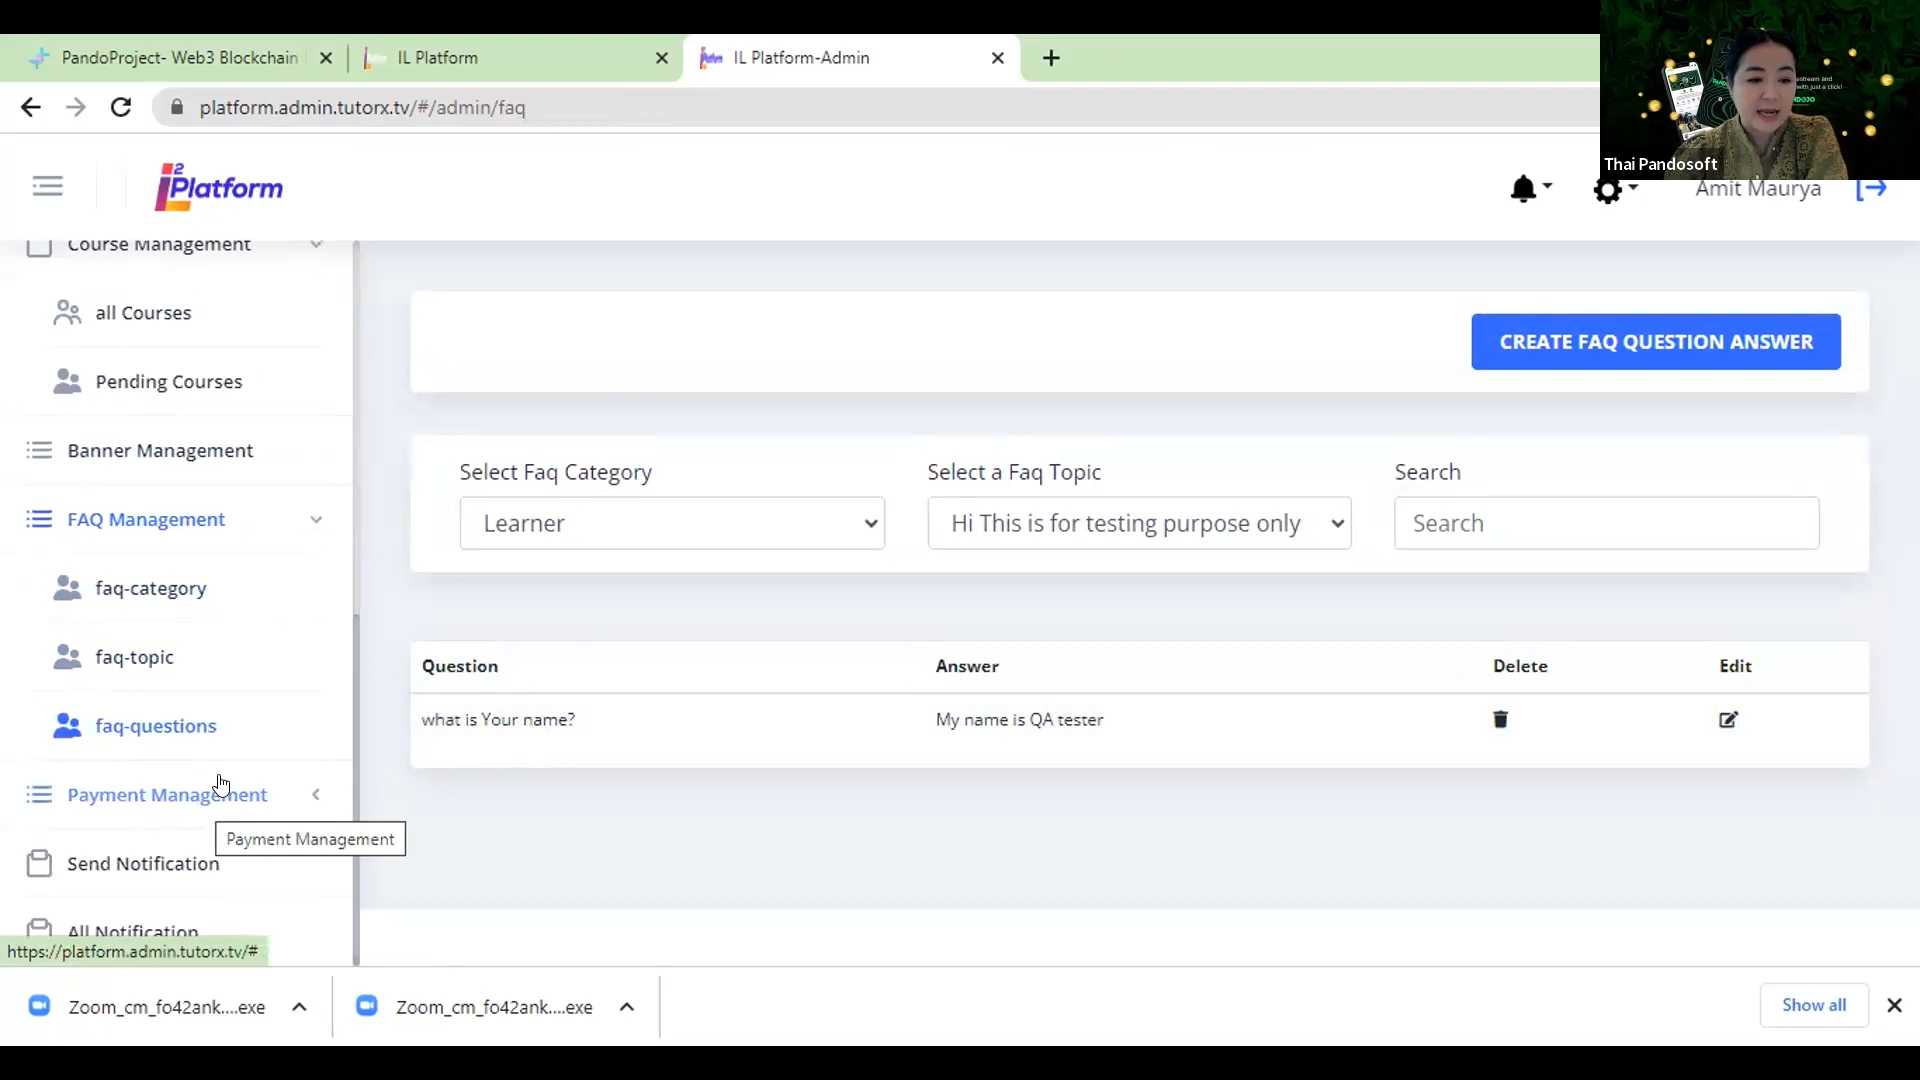 PandoProject- Web3 Blockchain
IL Platform
IL Platform-Admin
platform.admin.tutorx.tv/#/admin/faq
Thai Pandosoft
Platform
Amit Maurya
Course Management
all Courses
Pending Courses
Banner Management
FAQ Management
faq-category
faq-topic
faq-questions
Payment Management
Payment Management
Send Notification
All Notification
https://platform.admin.tutorx.tv/#
CREATE FAQ QUESTION ANSWER
Select Faq Category
Learner
Select a Faq Topic
Hi This is for testing purpose only
Search
Search
Question Answer Delete Edit
what is Your name? My name is QA tester
Zoom_cm_fo42ank....exe
Zoom_cm_fo42ank....exe
Show all